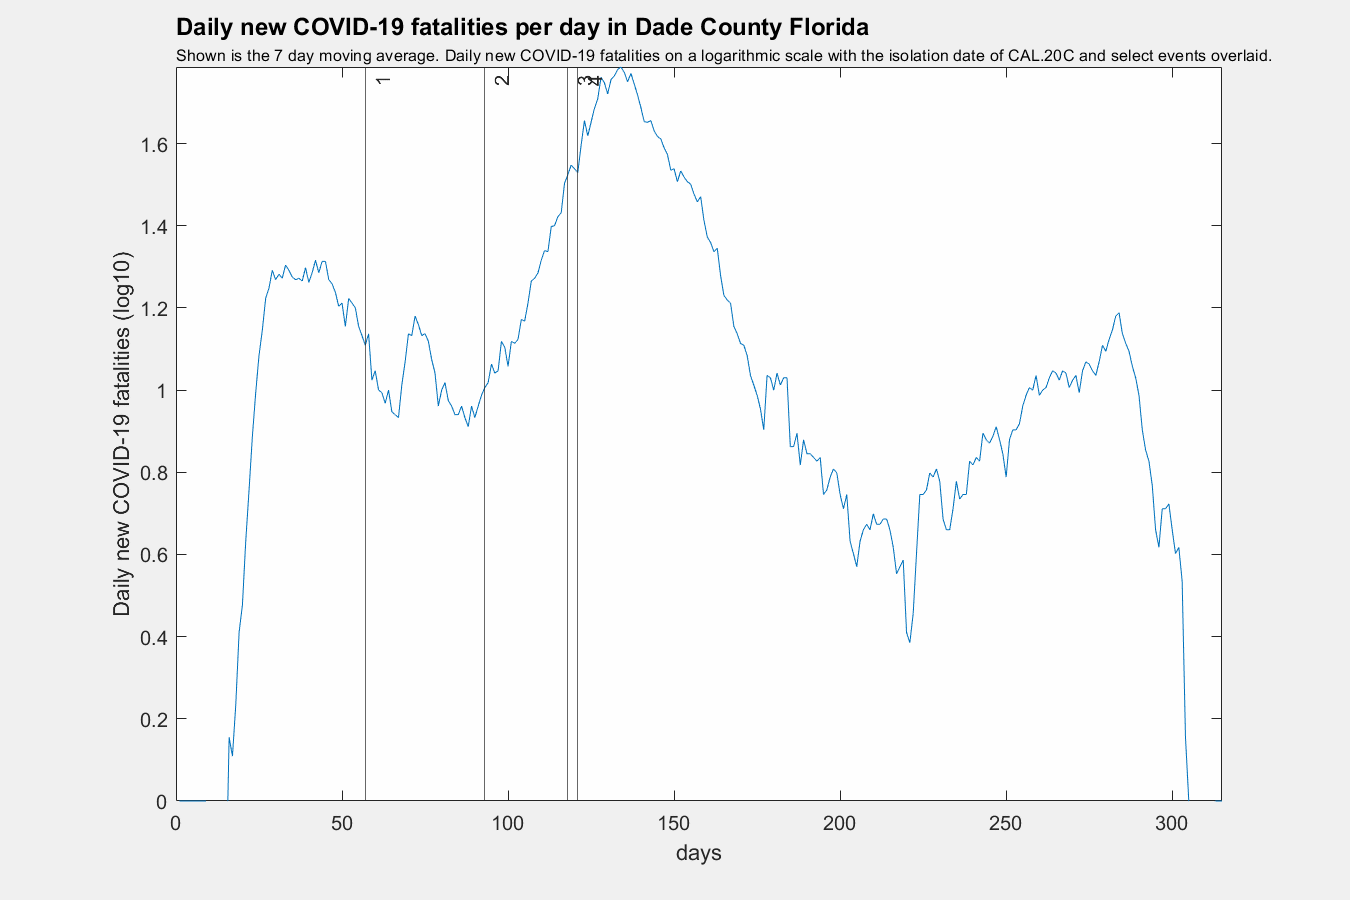 Daily new COVID-19 fatalities per day in Dade County Florida
Shown is the 7 day moving average. Daily new COVID-19 fatalities on a logarithmic scale with the isolation date of CAL.20C and select events overlaid.
1
2
3
4
1.6
1.4
1.2
1
0.8
0.6
0.4
0.2
0
Daily new COVID-19 fatalities (log10)
0 50 100 150 200 250 300
days